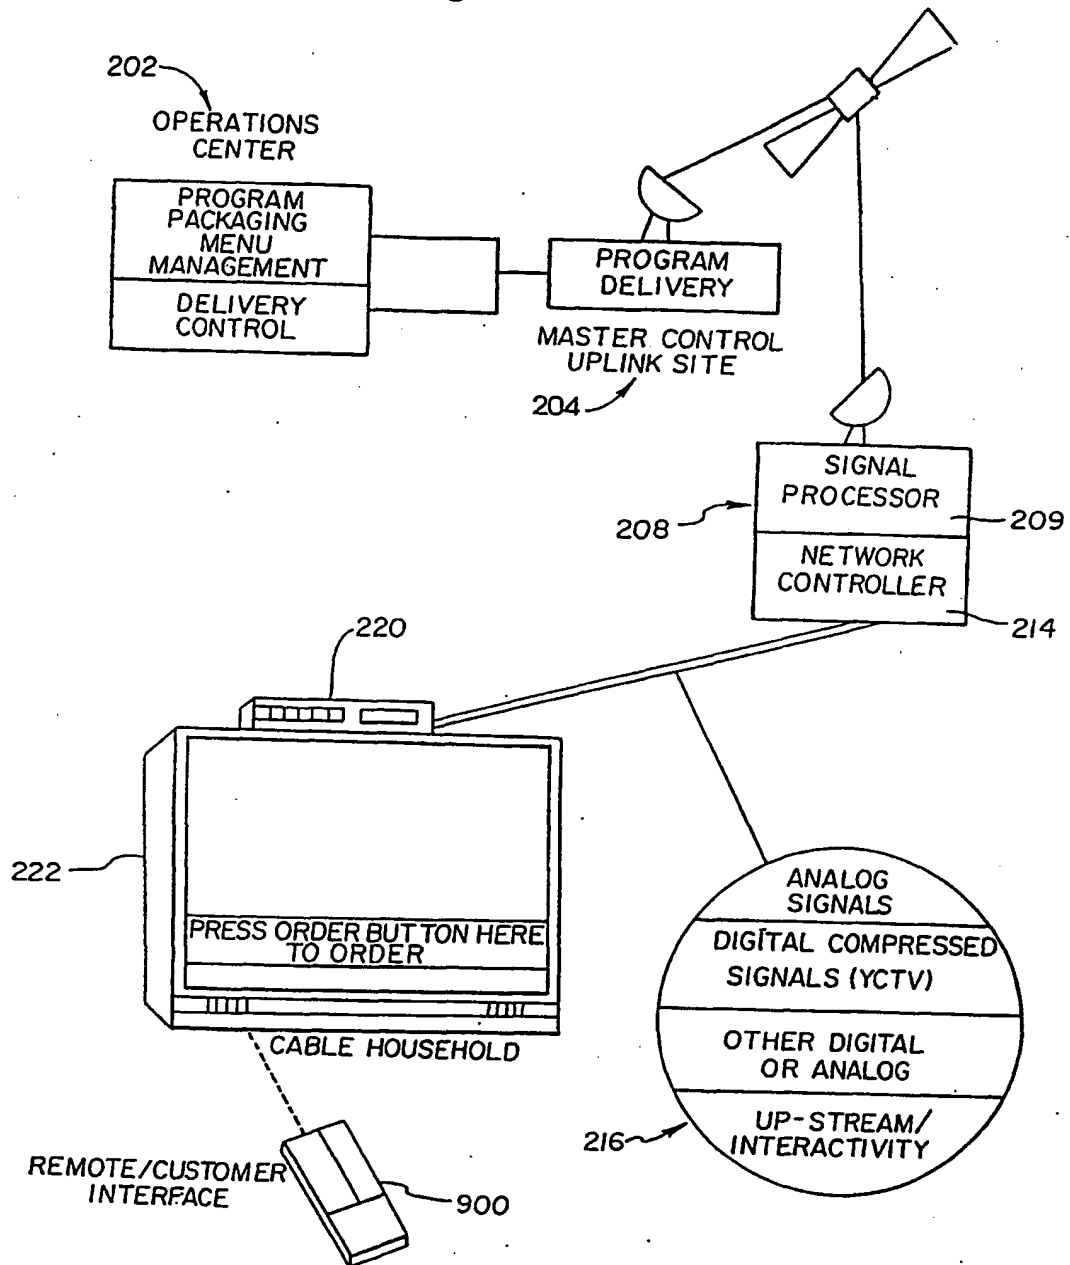 202
OPERATIONS
CENTER
PROGRAM
PACKAGING
MENU
MANAGEMENT
DELIVERY
CONTROL
PROGRAM
DELIVERY
MASTER CONTROL
UPLINK SITE
204
SIGNAL
PROCESSOR
208
209
NETWORK
CONTROLLER
214
220
222
PRESS ORDER BUTTON HERE
TO ORDER
CABLE HOUSEHOLD
ANALOG
SIGNALS
DIGITAL COMPRESSED
SIGNALS (YCTV)
OTHER DIGITAL
OR ANALOG
UP-STREAM/
INTERACTIVITY
216
REMOTE/CUSTOMER
INTERFACE
900